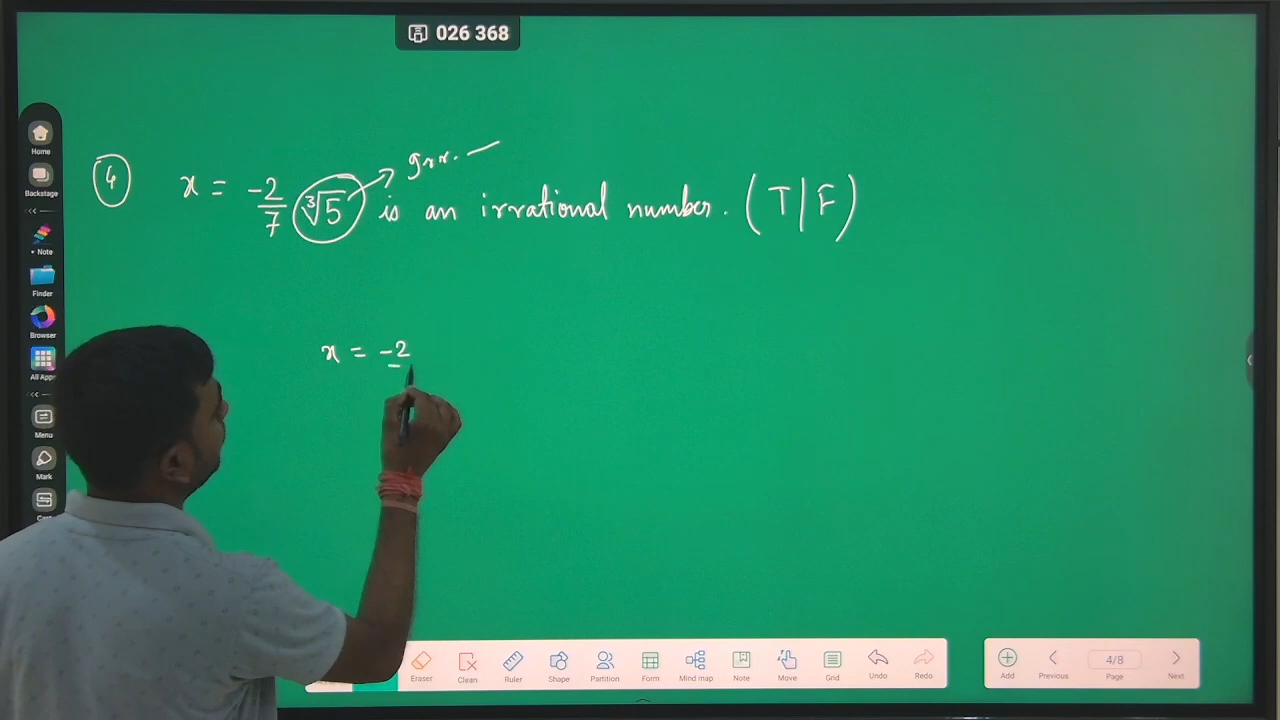 026 368
Home
Backstage
Note
Finder
Browser
All Apps
Menu
Mark
④ x = -2/7 ∛5 is an irrational number. (T|F)
Irr.
x = -2
Eraser Clean Ruler Shape Partition Form Mind map Note Move Grid Undo Redo
Add Previous 4/8 Page Next